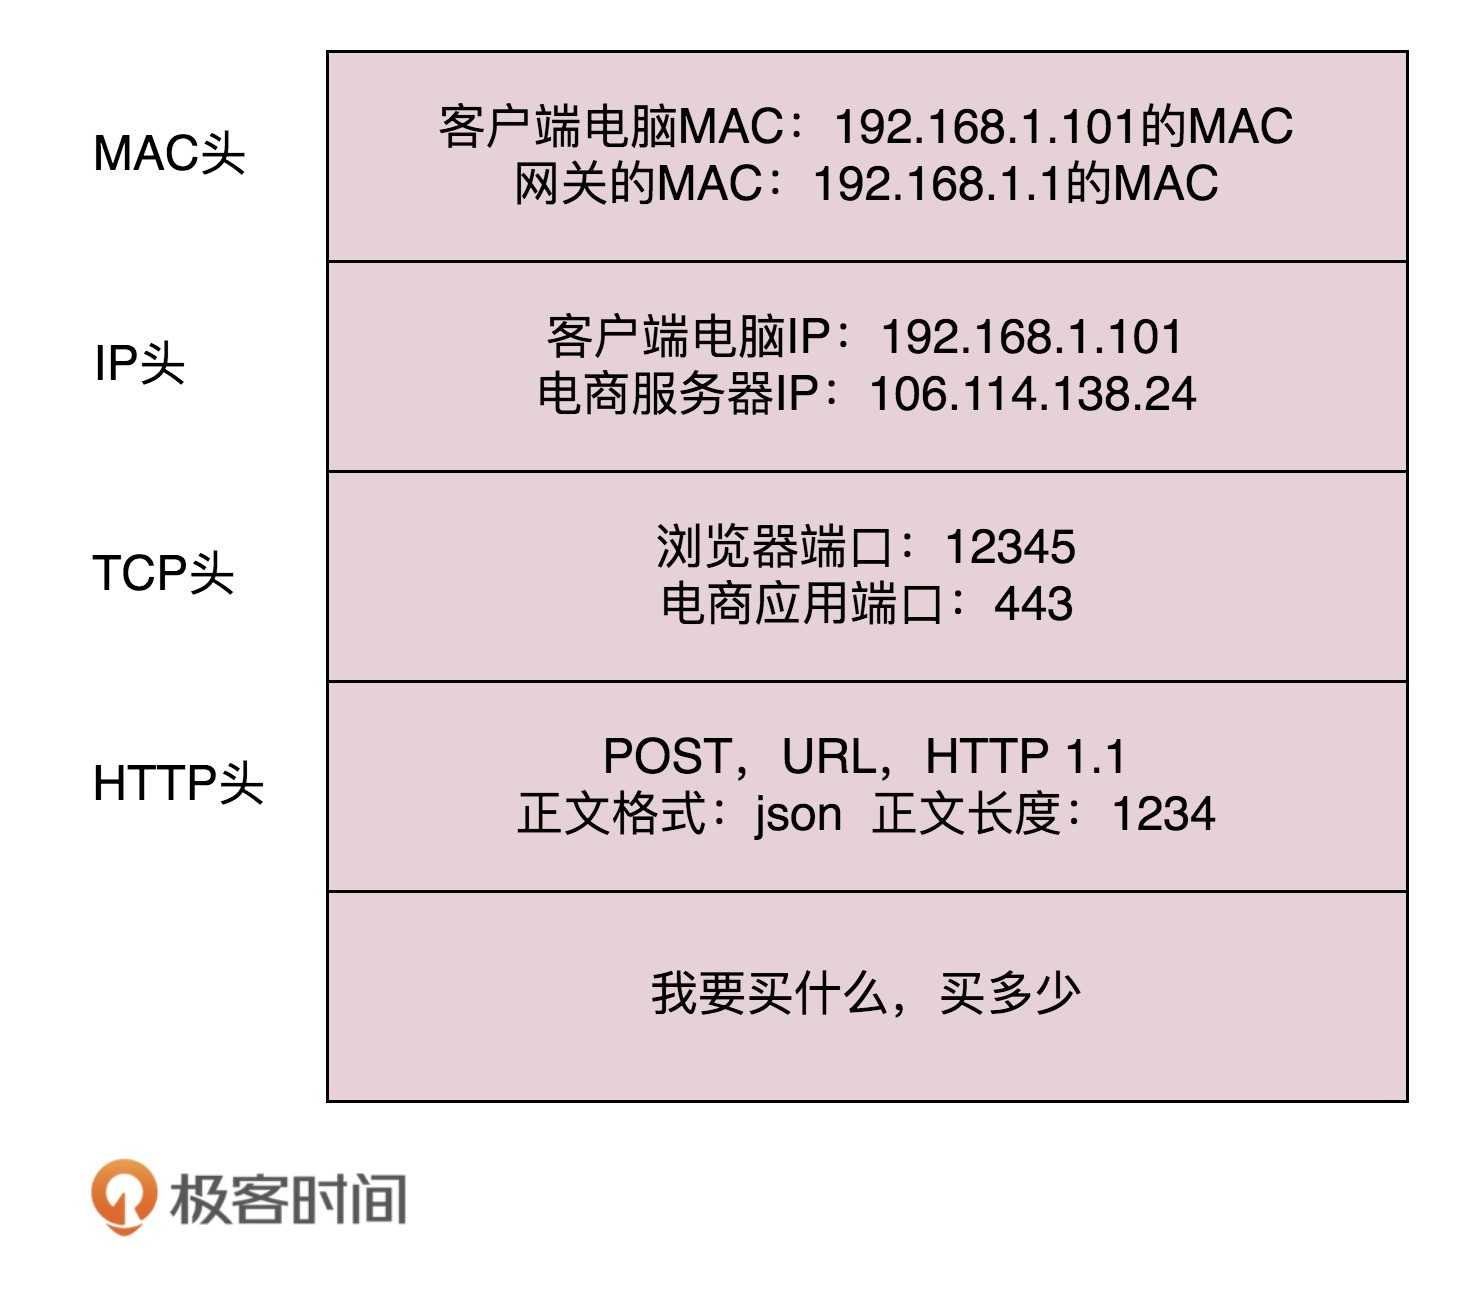 MAC头
客户端电脑MAC：192.168.1.101的MAC
网关的MAC：192.168.1.1的MAC
IP头
客户端电脑IP：192.168.1.101
电商服务器IP：106.114.138.24
TCP头
浏览器端口：12345
电商应用端口：443
HTTP头
POST，URL，HTTP 1.1
正文格式：json 正文长度：1234
我要买什么，买多少
极客时间